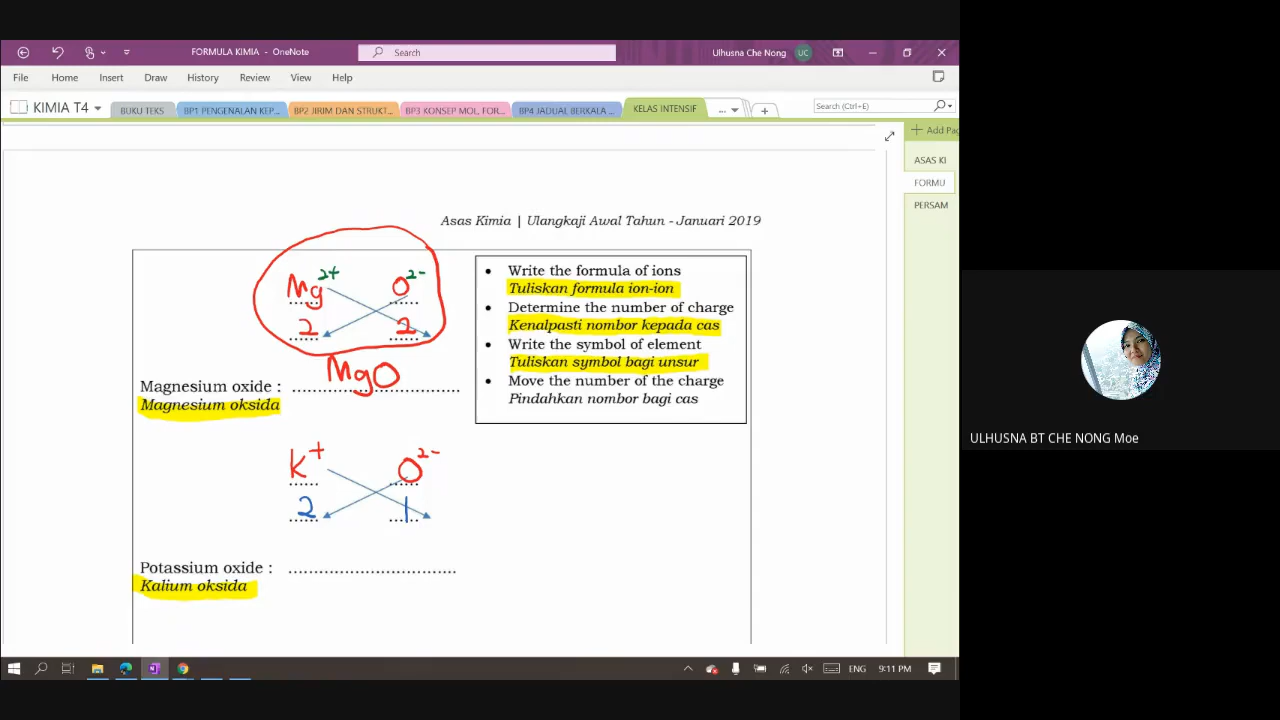 FORMULA KIMIA - OneNote
Search
Ulhusna Che Nong
UC
File Home Insert Draw History Review View Help
KIMIA T4
BUKU TEKS
BP1 PENGENALAN KEP...
BP2 JIRIM DAN STRUKT...
BP3 KONSEP MOL, FOR...
BP4 JADUAL BERKALA ...
KELAS INTENSIF
...
Search (Ctrl+E)
Add Pag
ASAS KI
FORMU
PERSAM
Asas Kimia | Ulangkaji Awal Tahun - Januari 2019
Mg2+ O2-
2 2
Magnesium oxide : MgO
Magnesium oksida
• Write the formula of ions
Tuliskan formula ion-ion
• Determine the number of charge
Kenalpasti nombor kepada cas
• Write the symbol of element
Tuliskan symbol bagi unsur
• Move the number of the charge
Pindahkan nombor bagi cas
K+ O2-
2 1
Potassium oxide : ....................................
Kalium oksida
ENG 9:11 PM
ULHUSNA BT CHE NONG Moe